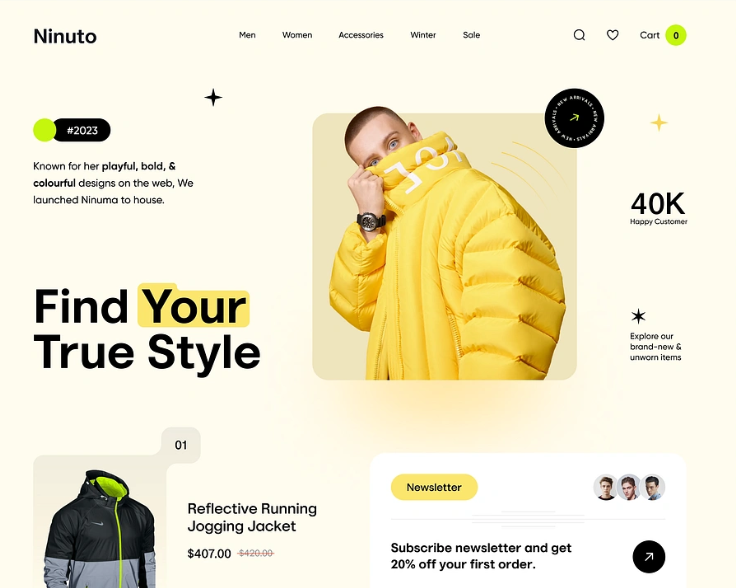 Ninuto
Men
Women
Accessories
Winter
Sale
Cart
0
#2023
Known for her playful, bold, &
colourful designs on the web, We
launched Ninuma to house.
NEW ARRIVALS • NEW ARRIVALS • NEW ARRIVALS •
40K
Happy Customer
Find Your
True Style
Explore our
brand-new &
unworn items
01
Reflective Running
Jogging Jacket
$407.00 $420.00
Newsletter
Subscribe newsletter and get
20% off your first order.